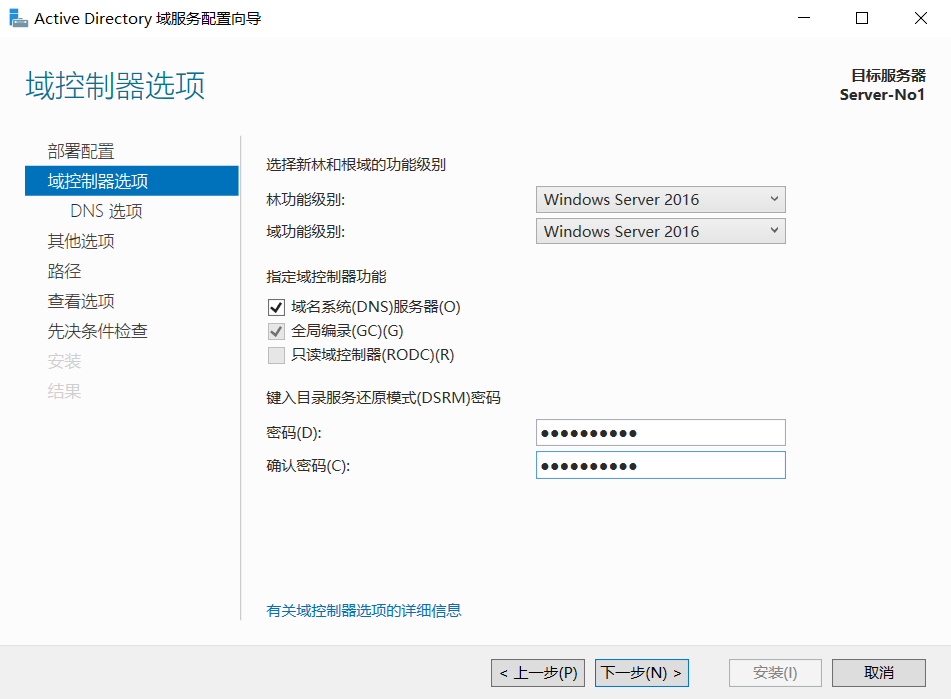 Active Directory 域服务配置向导
域控制器选项
目标服务器
Server-No1
部署配置
域控制器选项
DNS 选项
其他选项
路径
查看选项
先决条件检查
安装
结果
选择新林和根域的功能级别
林功能级别:
Windows Server 2016
域功能级别:
Windows Server 2016
指定域控制器功能
域名系统(DNS)服务器(O)
全局编录(GC)(G)
只读域控制器(RODC)(R)
键入目录服务还原模式(DSRM)密码
密码(D):
●●●●●●●●●●
确认密码(C):
●●●●●●●●●●
有关域控制器选项的详细信息
< 上一步(P)
下一步(N) >
安装(I)
取消